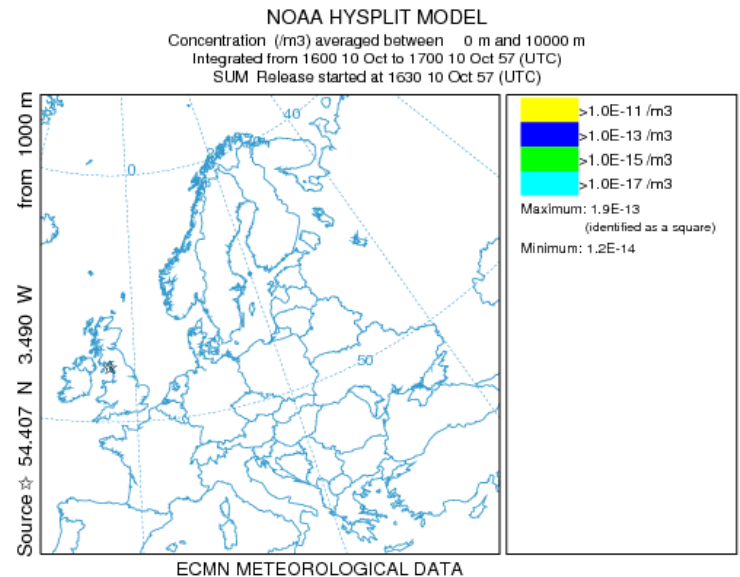 NOAA HYSPLIT MODEL
Concentration (/m3) averaged between 0 m and 10000 m
Integrated from 1600 10 Oct to 1700 10 Oct 57 (UTC)
SUM Release started at 1630 10 Oct 57 (UTC)
Source ☆ 54.407 N 3.490 W from 1000 m
40
0
50
>1.0E-11 /m3
>1.0E-13 /m3
>1.0E-15 /m3
>1.0E-17 /m3
Maximum: 1.9E-13
(identified as a square)
Minimum: 1.2E-14
ECMN METEOROLOGICAL DATA